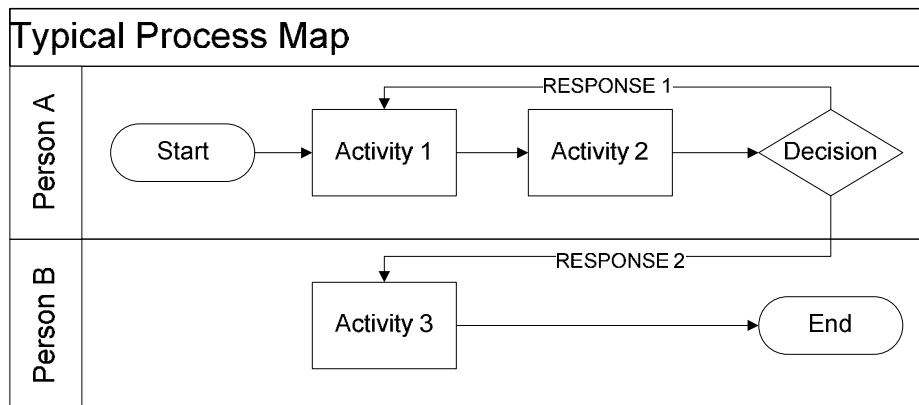 Typical Process Map
Person A
RESPONSE 1
Start
Activity 1
Activity 2
Decision
Person B
RESPONSE 2
Activity 3
End